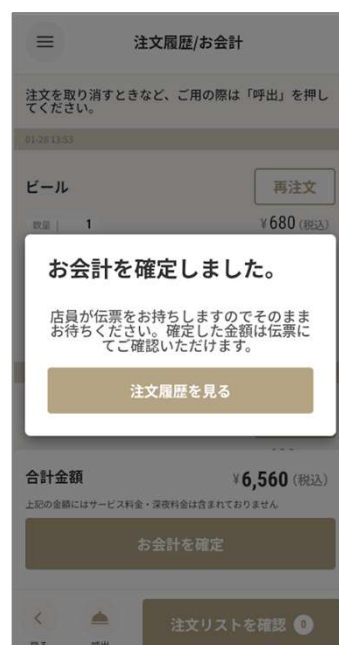 注文履歴/お会計
注文を取り消すときなど、ご用の際は「呼出」を押し
てください。
01-28 13:53
ビール
再注文
数量 | 1
¥680(税込)
お会計を確定しました。
店員が伝票をお持ちしますのでそのまま
お待ちください。確定した金額は伝票に
てご確認いただけます。
注文履歴を見る
合計金額
¥6,560(税込)
上記の金額にはサービス料金・深夜料金は含まれておりません
お会計を確定
注文リストを確認 0